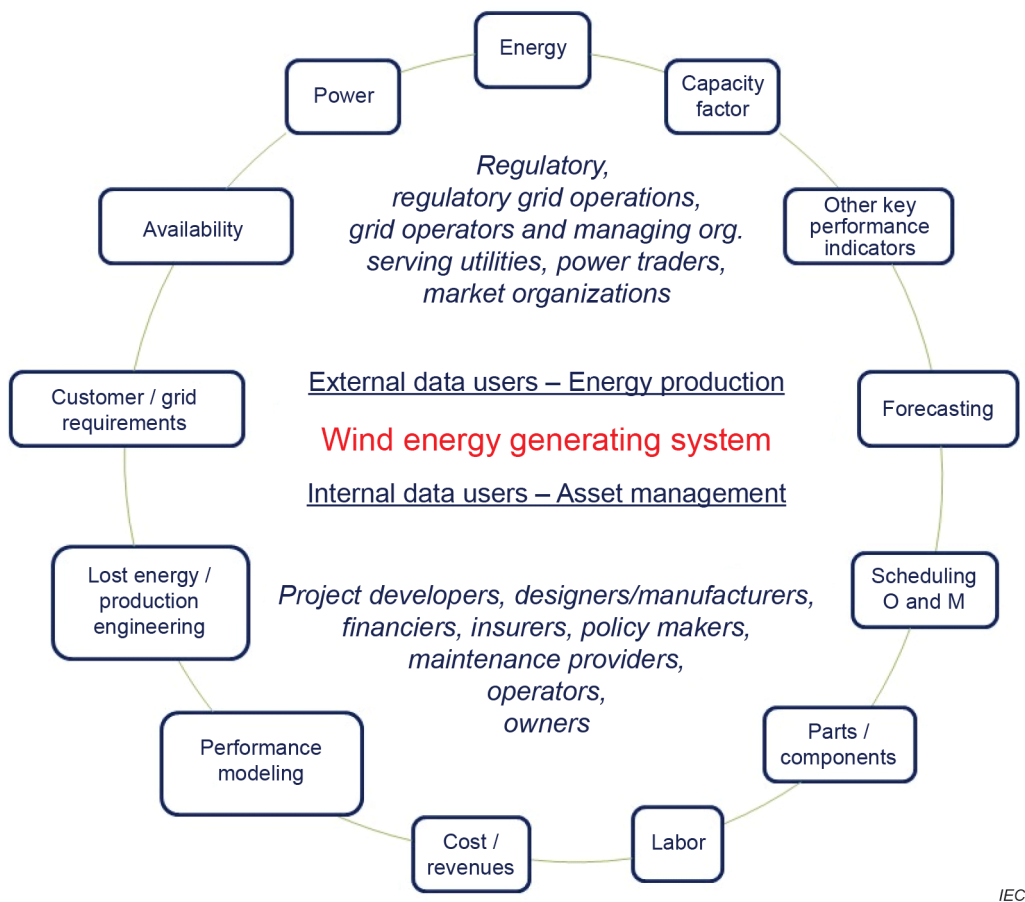 Energy
Power
Capacity
factor
Regulatory,
regulatory grid operations,
grid operators and managing org.
serving utilities, power traders,
market organizations
Availability
Other key
performance
indicators
External data users – Energy production
Customer / grid
requirements
Forecasting
Wind energy generating system
Internal data users – Asset management
Lost energy /
production
engineering
Scheduling
O and M
Project developers, designers/manufacturers,
financiers, insurers, policy makers,
maintenance providers,
operators,
owners
Performance
modeling
Parts /
components
Cost /
revenues
Labor
IEC